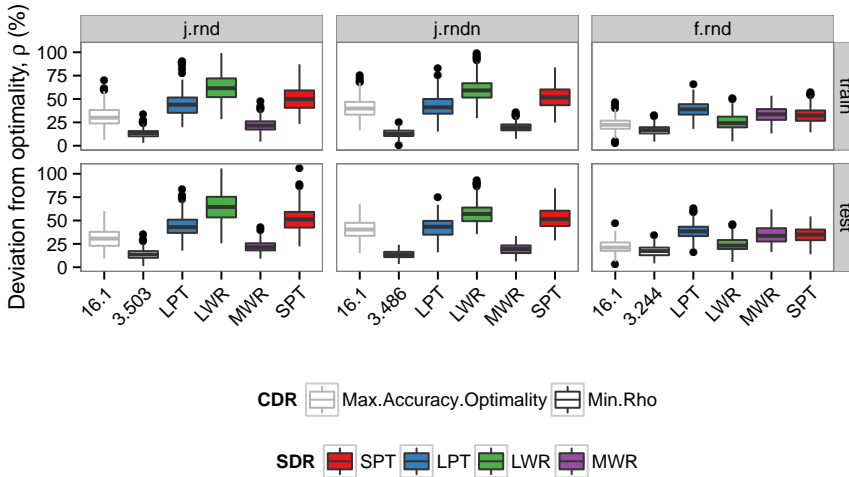 j.rnd j.rndn f.rnd
Deviation from optimality, ρ (%)
100
75
50
25
0
train
100
75
50
25
0
test
16.1 3.503 LPT LWR MWR SPT
16.1 3.486 LPT LWR MWR SPT
16.1 3.244 LPT LWR MWR SPT
CDR Max.Accuracy.Optimality Min.Rho
SDR SPT LPT LWR MWR